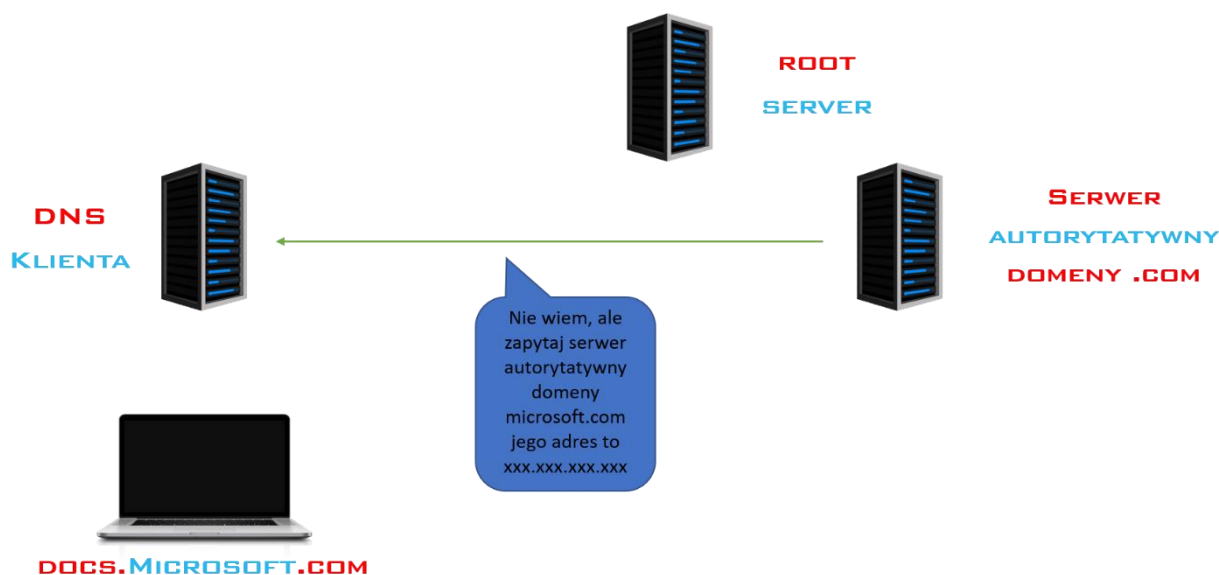 ROOT
SERVER
DNS
KLIENTA
SERWER
AUTORYTATYWNY
DOMENY .COM
Nie wiem, ale
zapytaj serwer
autorytatywny
domeny
microsoft.com
jego adres to
xxx.xxx.xxx.xxx
DOCS.MICROSOFT.COM